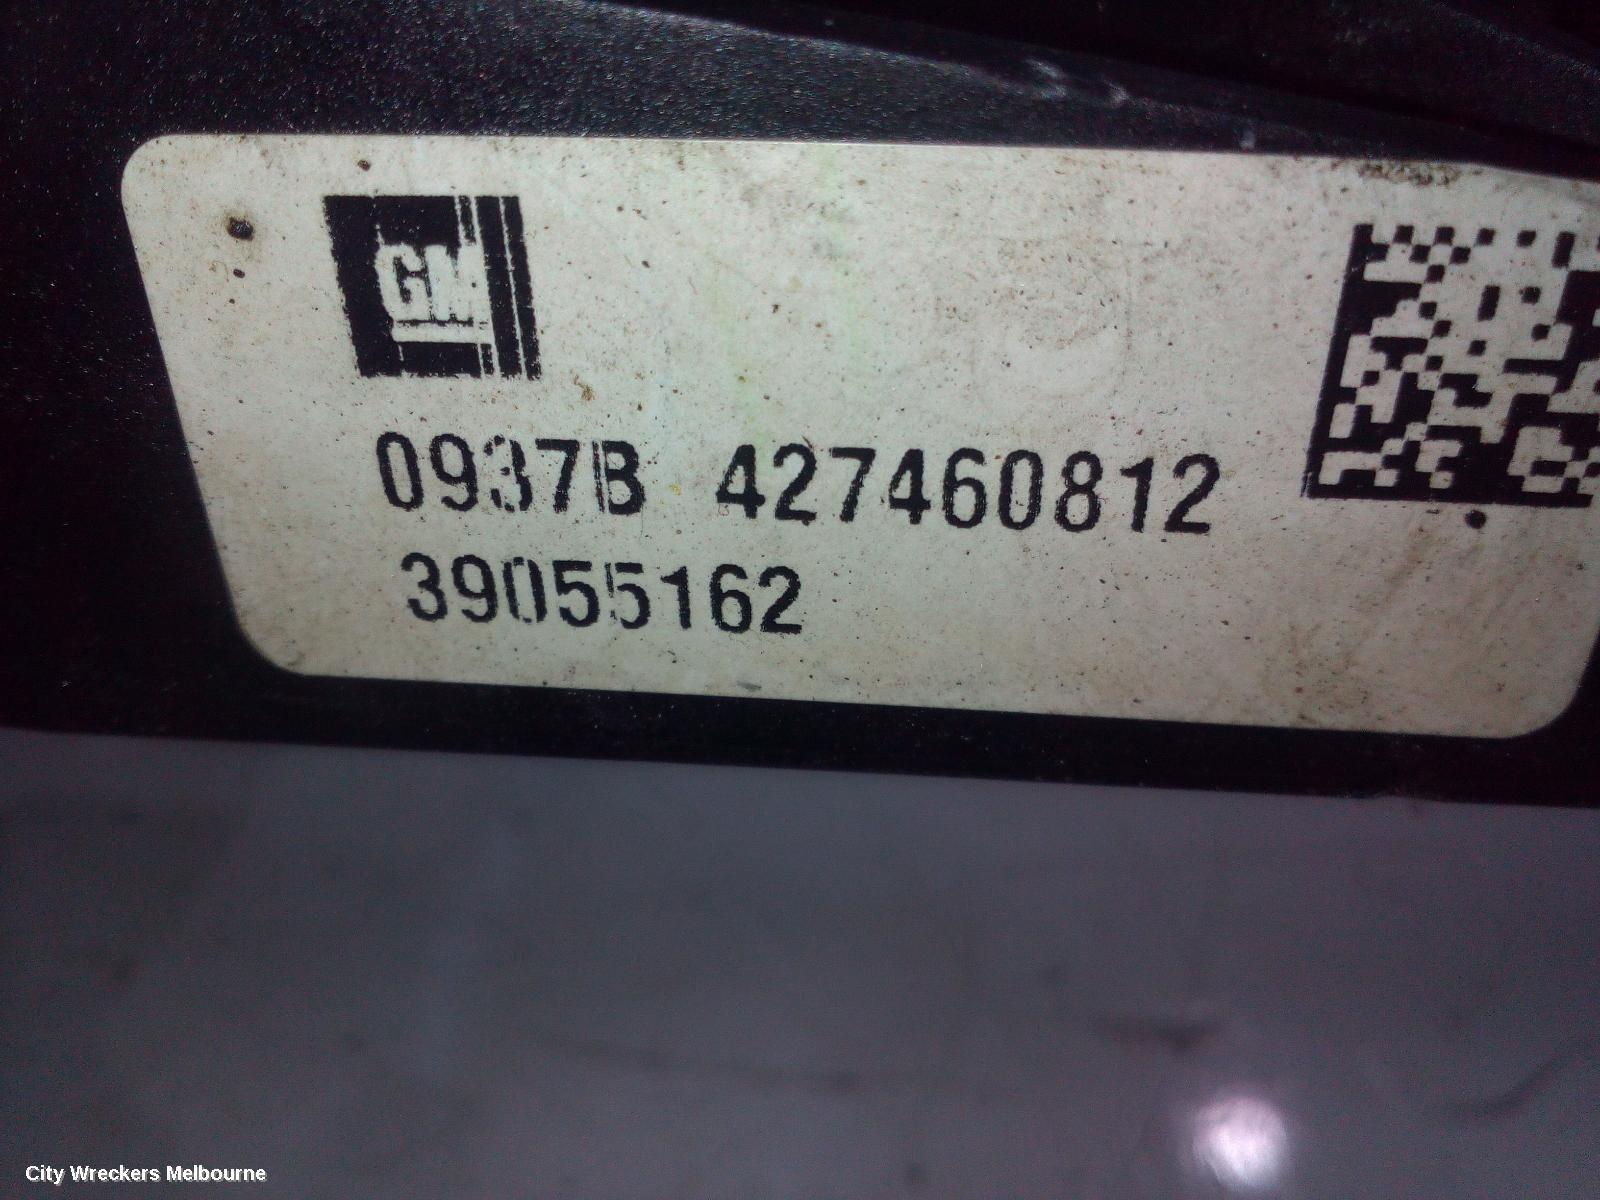 GM
0937B 427460812
39055162
City Wreckers Melbourne